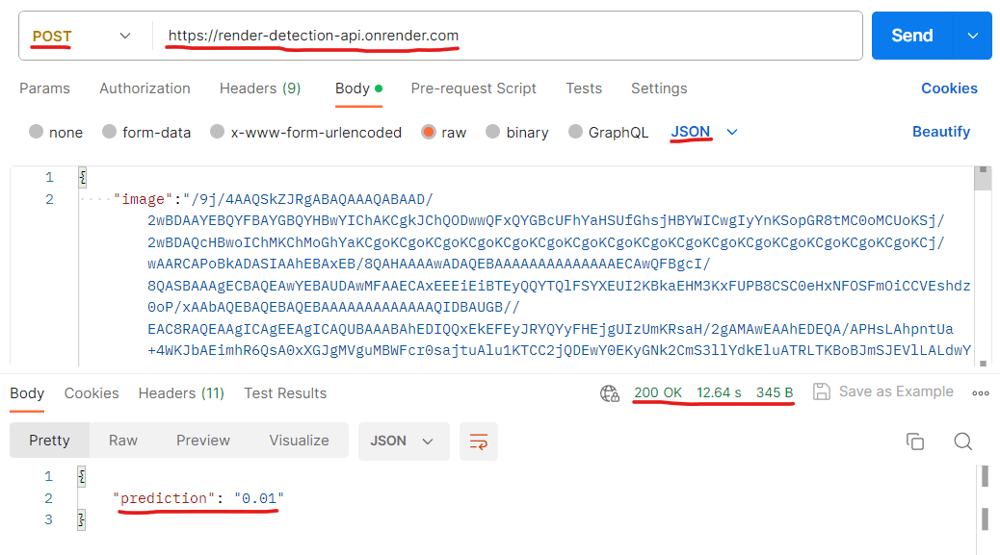 POST
https://render-detection-api.onrender.com
Send
Params Authorization Headers (9) Body Pre-request Script Tests Settings Cookies
none form-data x-www-form-urlencoded raw binary GraphQL JSON Beautify
1 {
2 "image":"/9j/4AAQSkZJRgABAQAAAQABAAD/
2wBDAAYEBQYFBAYGBQYHBwYIChAKCgkJChQODwwQFxQYGBcUFhYaHSUfGhsjHBYWICwgIyYnKSopGR8tMC0oMCUoKSj/
2wBDAQcHBwoIChMKChMoGhYaKCgoKCgoKCgoKCgoKCgoKCgoKCgoKCgoKCgoKCgoKCgoKCgoKCgoKCgoKCgoKCgoKCj/
wAARCAPoBkADASIAAhEBAxEB/8QAHAAAAwADAQEBAAAAAAAAAAAAAAECAwQFBgcI/
8QASBAAAgECBAQEAwYEBAUDAwMFAAECAxEEEiEiBTEyQQYTQlFSYXEUI2KBkaEHM3KxFUPB8CSC0eHxNFOSFmOiCCVEshdz
0oP/xAAbAQEBAQEBAQEBAAAAAAAAAAAAAQIDBAUGB//
EAC8RAQEAAgICAgEEAgICAQUBAAABAhEDIQQxEkEFEyJRYQYyFHEjgUIzUmKRsaH/2gAMAwEAAhEDEQA/APHsLAhpntUa
+4WKJbAEimhR6QsA0xXGJgMVguMBWFcr0sajtuAlu1KTCC2jQDEwY0EKyGNk2CmS3llYdkEluATRLTKBoBJmSJEVlLALdwY
Body Cookies Headers (11) Test Results 200 OK 12.64 s 345 B Save as Example
Pretty Raw Preview Visualize JSON
1 {
2 "prediction": "0.01"
3 }